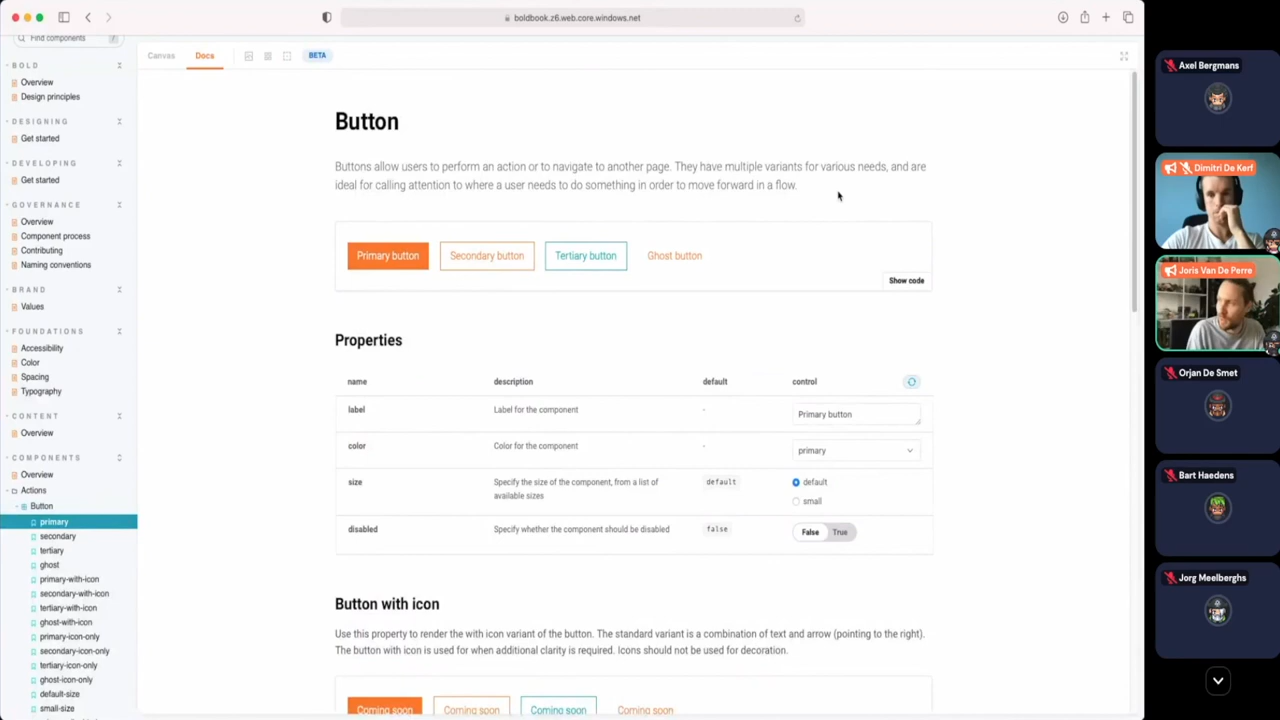 boldbook.z6.web.core.windows.net
Find components
/
BOLD
Overview
Design principles
DESIGNING
Get started
DEVELOPING
Get started
GOVERNANCE
Overview
Component process
Contributing
Naming conventions
BRAND
Values
FOUNDATIONS
Accessibility
Color
Spacing
Typography
CONTENT
Overview
COMPONENTS
Overview
Actions
Button
primary
secondary
tertiary
ghost
primary-with-icon
secondary-with-icon
tertiary-with-icon
ghost-with-icon
primary-icon-only
secondary-icon-only
tertiary-icon-only
ghost-icon-only
default-size
small-size
Canvas Docs BETA
Button
Buttons allow users to perform an action or to navigate to another page. They have multiple variants for various needs, and are
ideal for calling attention to where a user needs to do something in order to move forward in a flow.
Primary button Secondary button Tertiary button Ghost button
Show code
Properties
name description default control
label Label for the component - Primary button
color Color for the component - primary
size Specify the size of the component, from a list of default default
available sizes small
disabled Specify whether the component should be disabled false False True
Button with icon
Use this property to render the with icon variant of the button. The standard variant is a combination of text and arrow (pointing to the right).
The button with icon is used for when additional clarity is required. Icons should not be used for decoration.
Coming soon Coming soon Coming soon Coming soon
Axel Bergmans
Dimitri De Kerf
Joris Van De Perre
Orjan De Smet
Bart Haedens
Jorg Meelberghs